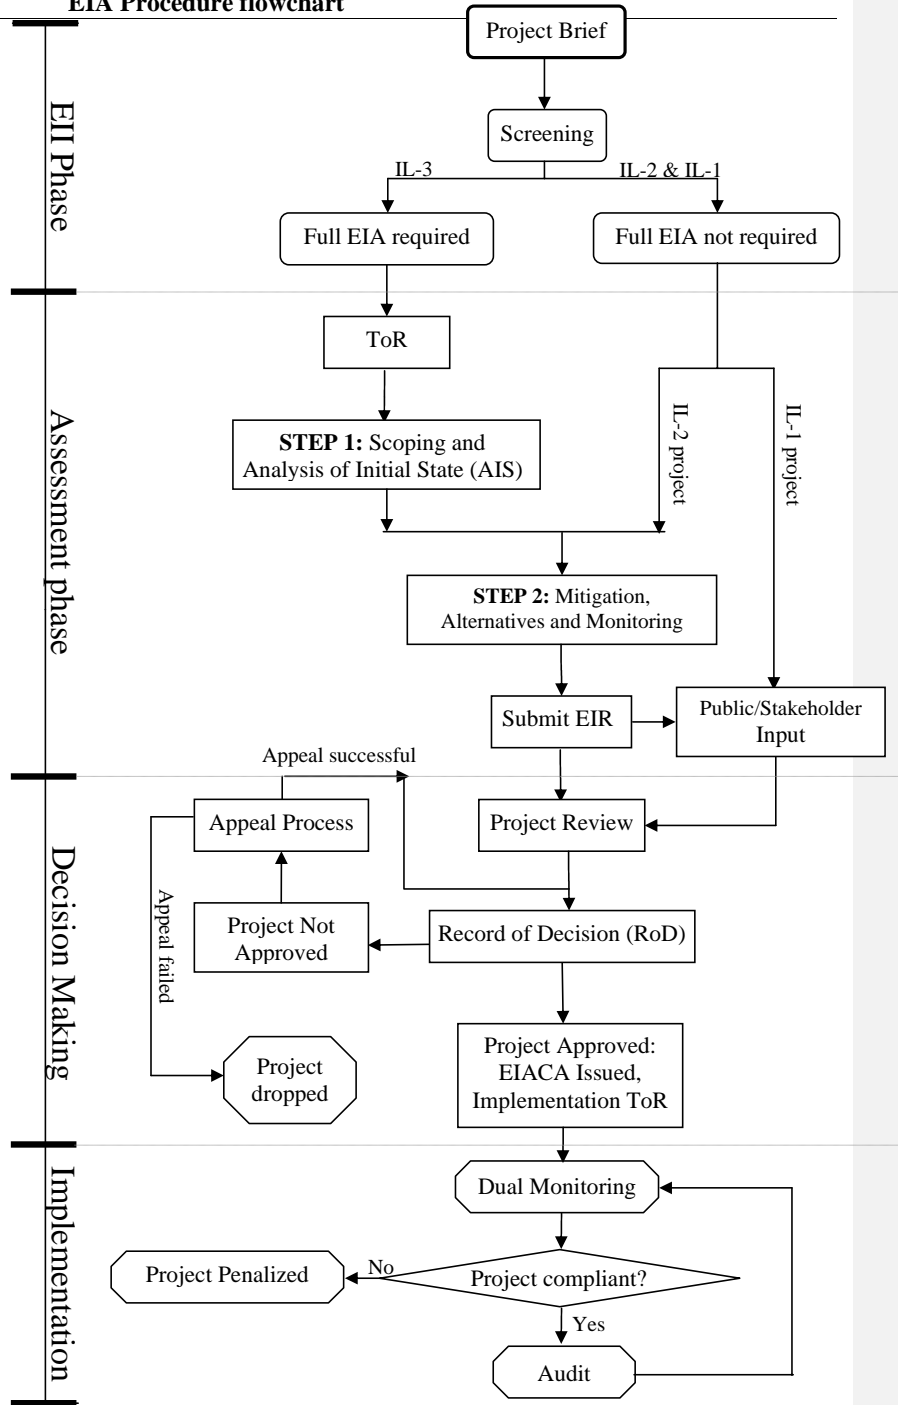 EIA Procedure flowchart
Project Brief
EII Phase
Screening
IL-3
IL-2 & IL-1
Full EIA required
Full EIA not required
Assessment phase
ToR
STEP 1: Scoping and
Analysis of Initial State (AIS)
IL-2 project
IL-1 project
STEP 2: Mitigation,
Alternatives and Monitoring
Submit EIR
Public/Stakeholder
Input
Decision Making
Appeal successful
Appeal Process
Project Review
Appeal failed
Project Not
Approved
Record of Decision (RoD)
Project
dropped
Project Approved:
EIACA Issued,
Implementation ToR
Implementation
Dual Monitoring
Project Penalized
No
Project compliant?
Yes
Audit